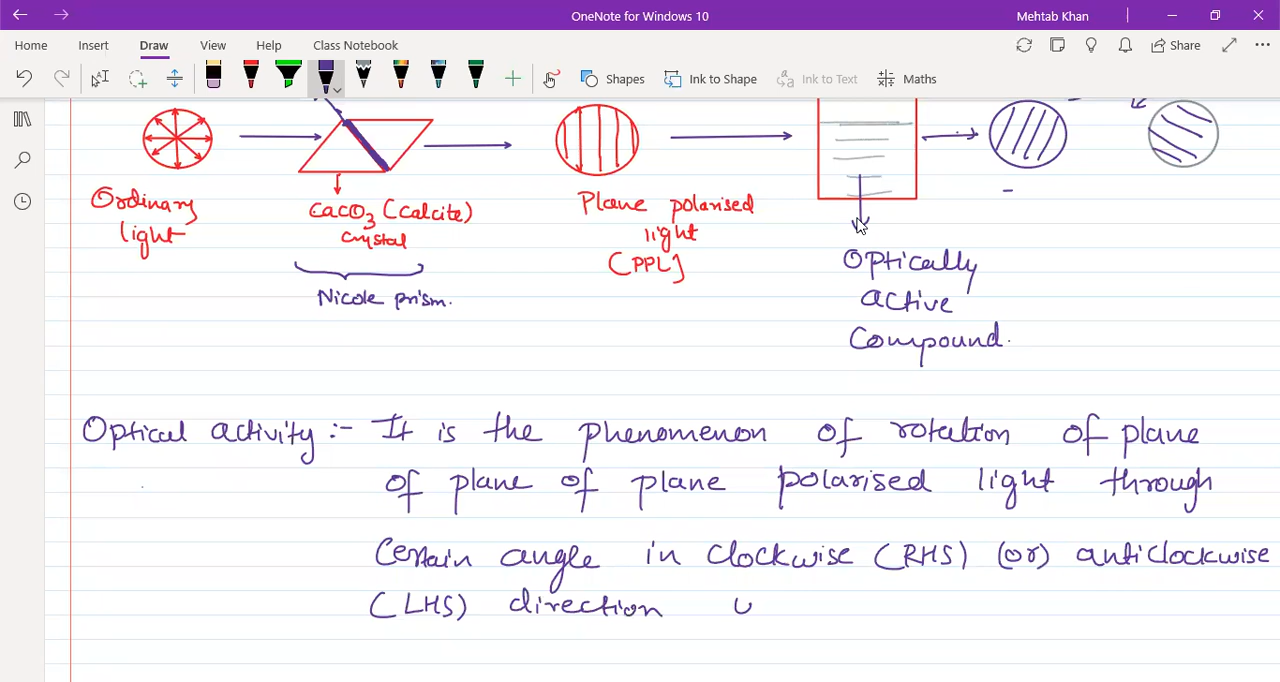 OneNote for Windows 10
Mehtab Khan
Home Insert Draw View Help Class Notebook Share
Shapes Ink to Shape Ink to Text Maths
Ordinary
light
CaCO3 (Calcite)
crystal
Nicole prism.
Plane polarised
light
(PPL)
Optically
active
Compound.
Optical activity :- It is the phenomenon of rotation of plane
of plane of plane polarised light through
Certain angle in clockwise (RHS) (or) anticlockwise
(LHS) direction